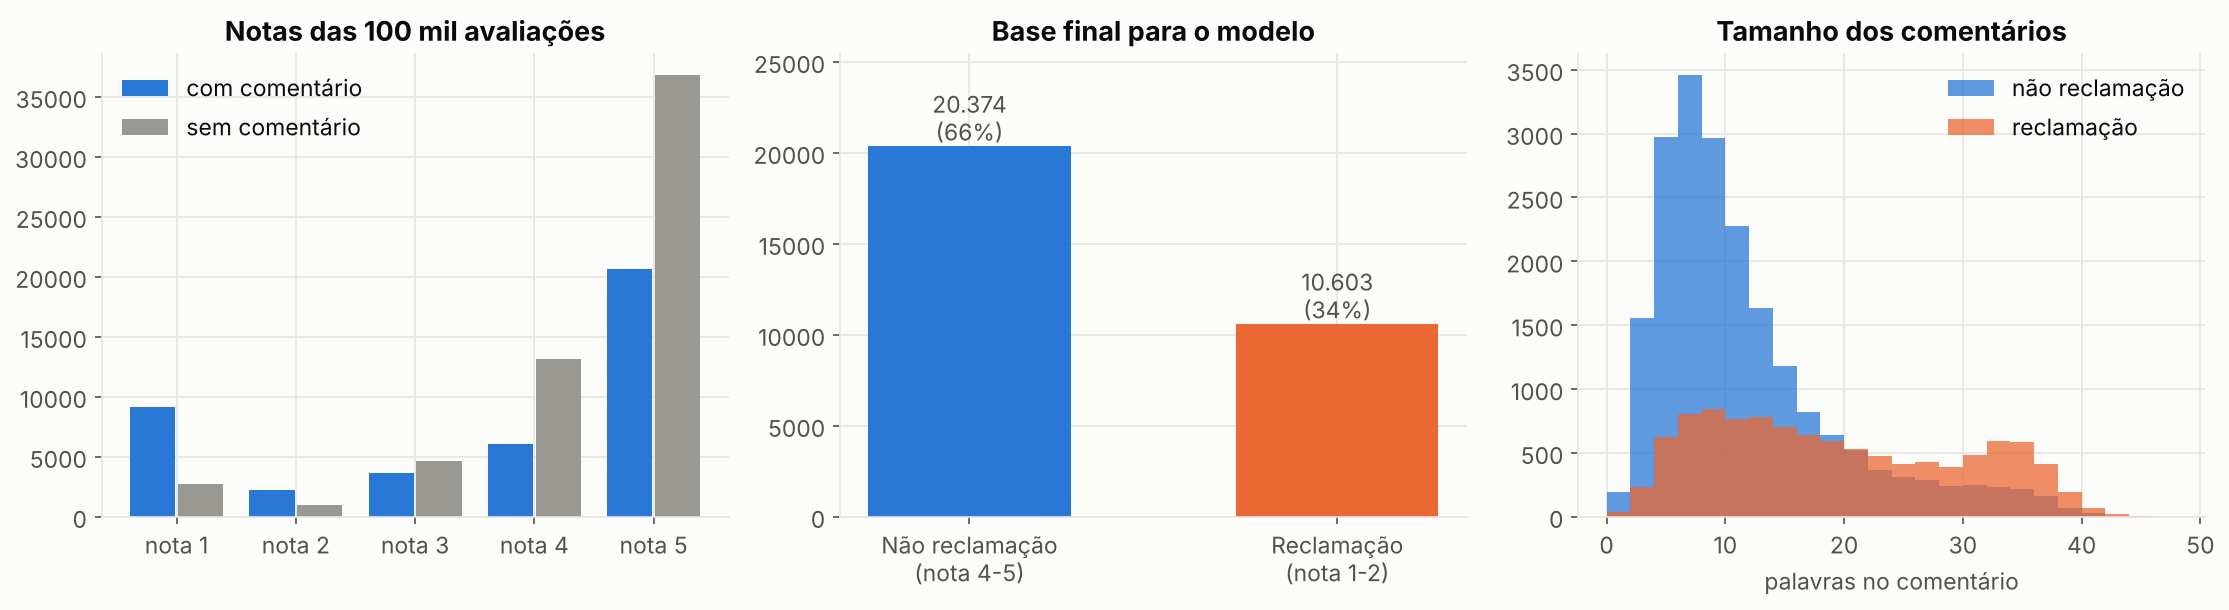 Notas das 100 mil avaliações
com comentário
sem comentário
35000
30000
25000
20000
15000
10000
5000
0
nota 1
nota 2
nota 3
nota 4
nota 5
Base final para o modelo
25000
20000
15000
10000
5000
0
20.374
(66%)
10.603
(34%)
Não reclamação
(nota 4-5)
Reclamação
(nota 1-2)
Tamanho dos comentários
não reclamação
reclamação
3500
3000
2500
2000
1500
1000
500
0
0
10
20
30
40
50
palavras no comentário